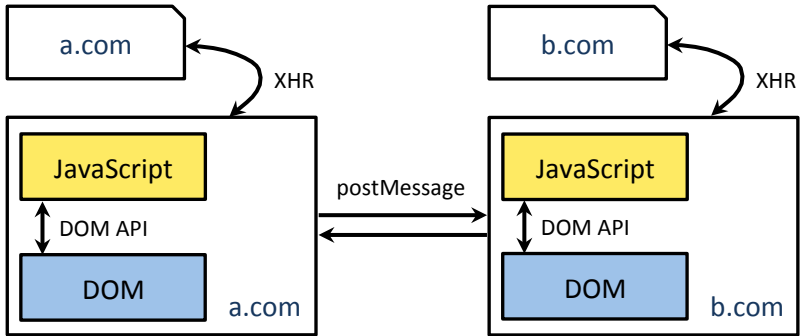 a.com
b.com
XHR
XHR
JavaScript
JavaScript
postMessage
DOM API
DOM API
DOM
DOM
a.com
b.com